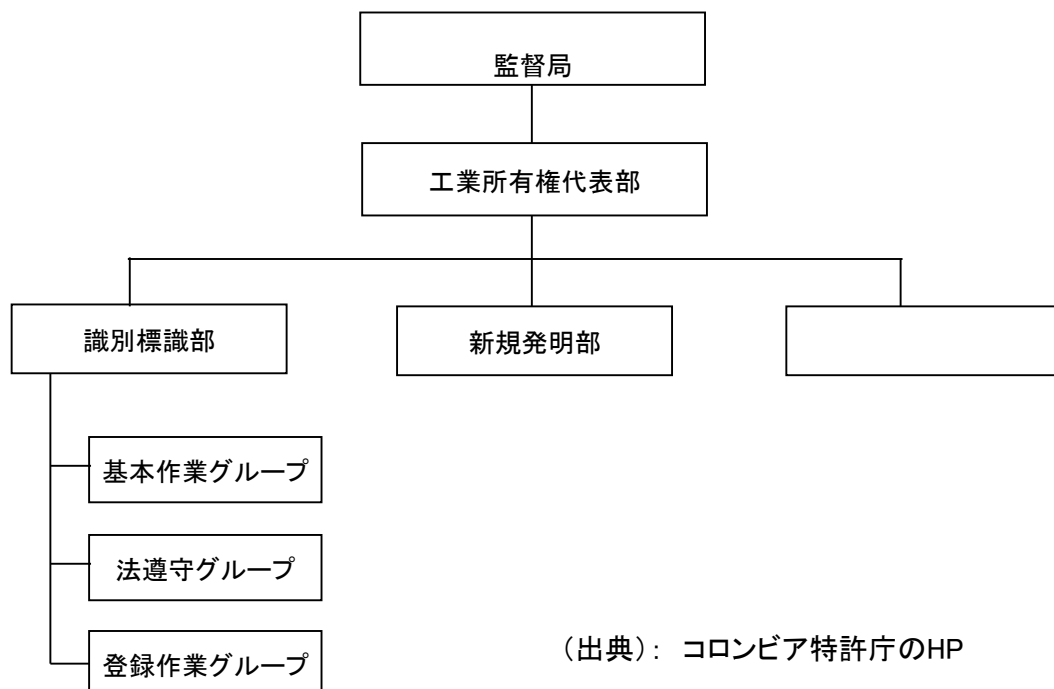 監督局
工業所有権代表部
識別標識部
新規発明部
基本作業グループ
法遵守グループ
登録作業グループ
（出典）： コロンビア特許庁のHP